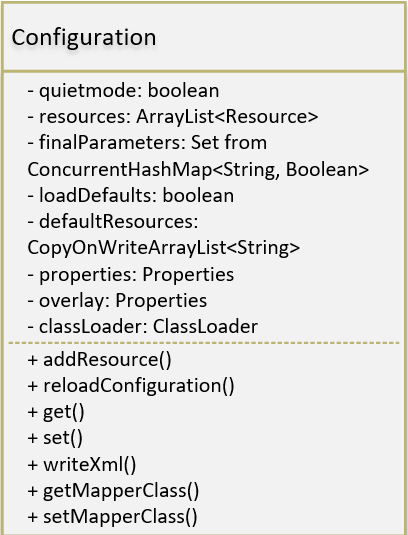 Configuration
- quietmode: boolean
- resources: ArrayList<Resource>
- finalParameters: Set from
ConcurrentHashMap<String, Boolean>
- loadDefaults: boolean
- defaultResources:
CopyOnWriteArrayList<String>
- properties: Properties
- overlay: Properties
- classLoader: ClassLoader
+ addResource()
+ reloadConfiguration()
+ get()
+ set()
+ writeXml()
+ getMapperClass()
+ setMapperClass()